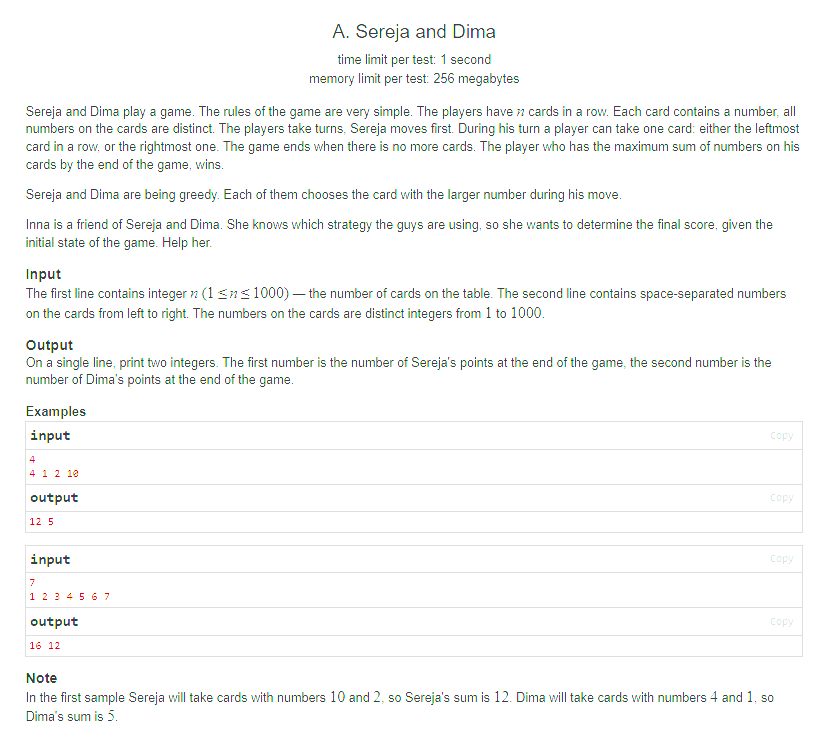 A. Sereja and Dima
time limit per test: 1 second
memory limit per test: 256 megabytes
Sereja and Dima play a game. The rules of the game are very simple. The players have n cards in a row. Each card contains a number, all
numbers on the cards are distinct. The players take turns, Sereja moves first. During his turn a player can take one card: either the leftmost
card in a row, or the rightmost one. The game ends when there is no more cards. The player who has the maximum sum of numbers on his
cards by the end of the game, wins.
Sereja and Dima are being greedy. Each of them chooses the card with the larger number during his move.
Inna is a friend of Sereja and Dima. She knows which strategy the guys are using, so she wants to determine the final score, given the
initial state of the game. Help her.
Input
The first line contains integer n (1 ≤ n ≤ 1000) — the number of cards on the table. The second line contains space-separated numbers
on the cards from left to right. The numbers on the cards are distinct integers from 1 to 1000.
Output
On a single line, print two integers. The first number is the number of Sereja's points at the end of the game, the second number is the
number of Dima's points at the end of the game.
Examples
input Copy
4
4 1 2 10
output Copy
12 5
input Copy
7
1 2 3 4 5 6 7
output Copy
16 12
Note
In the first sample Sereja will take cards with numbers 10 and 2, so Sereja's sum is 12. Dima will take cards with numbers 4 and 1, so
Dima's sum is 5.